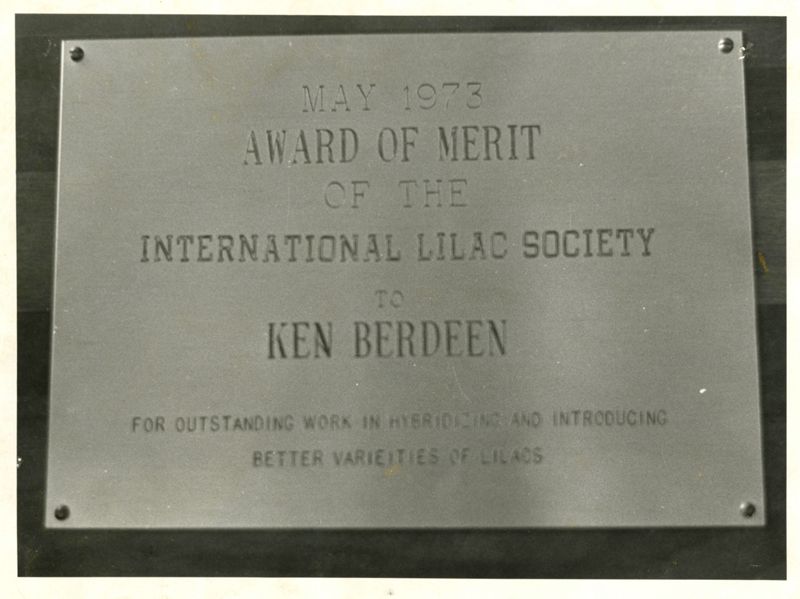 MAY 1973
AWARD OF MERIT
OF THE
INTERNATIONAL LILAC SOCIETY
TO
KEN BERDEEN
FOR OUTSTANDING WORK IN HYBRIDIZING AND INTRODUCING
BETTER VARIEITIES OF LILACS